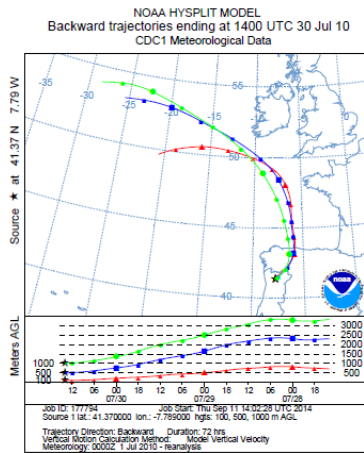 NOAA HYSPLIT MODEL
Backward trajectories ending at 1400 UTC 30 Jul 10
CDC1 Meteorological Data
Source ★ at 41.37 N 7.79 W
-35
-30
-25
-20
-15
-10
-5
0
55
50
45
40
noaa
Meters AGL
1000
500
100
3000
2500
2000
1500
1000
500
12 06 00 18 12 06 00 18 12 06 00 18
07/30 07/29 07/28
Job ID: 177794 Job Start: Thu Sep 11 14:02:28 UTC 2014
Source 1 lat.: 41.370000 lon.: -7.789000 hgts: 100, 500, 1000 m AGL
Trajectory Direction: Backward Duration: 72 hrs
Vertical Motion Calculation Method: Model Vertical Velocity
Meteorology: 0000Z 1 Jul 2010 - reanalysis